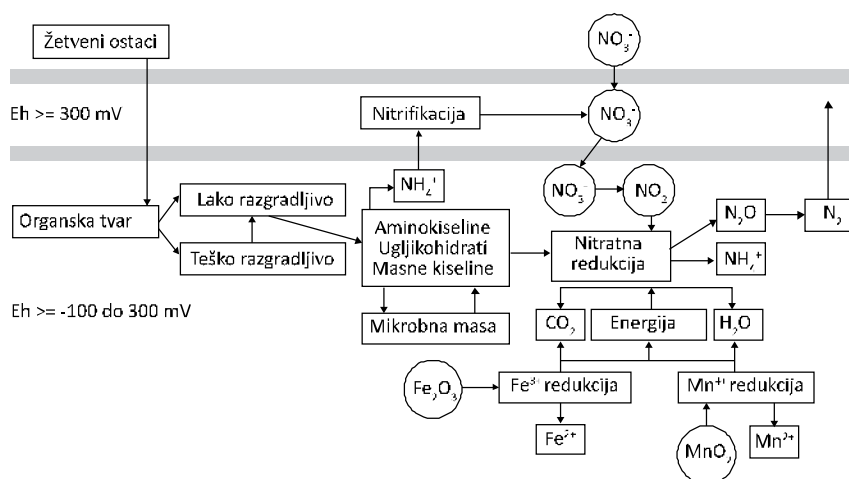 Žetveni ostaci
NO₃⁻
Eh >= 300 mV
Nitrifikacija
NO₃⁻
NH₄⁺
NO₃⁻
NO₂
Lako razgradljivo
N₂O
N₂
Organska tvar
Aminokiseline
Ugljikohidrati
Masne kiseline
Nitratna
redukcija
Teško razgradljivo
NH₄⁺
Eh >= -100 do 300 mV
Mikrobna masa
CO₂
Energija
H₂O
Fe₂O₃
Fe³⁺ redukcija
Mn⁴⁺ redukcija
Fe²⁺
MnO₂
Mn²⁺